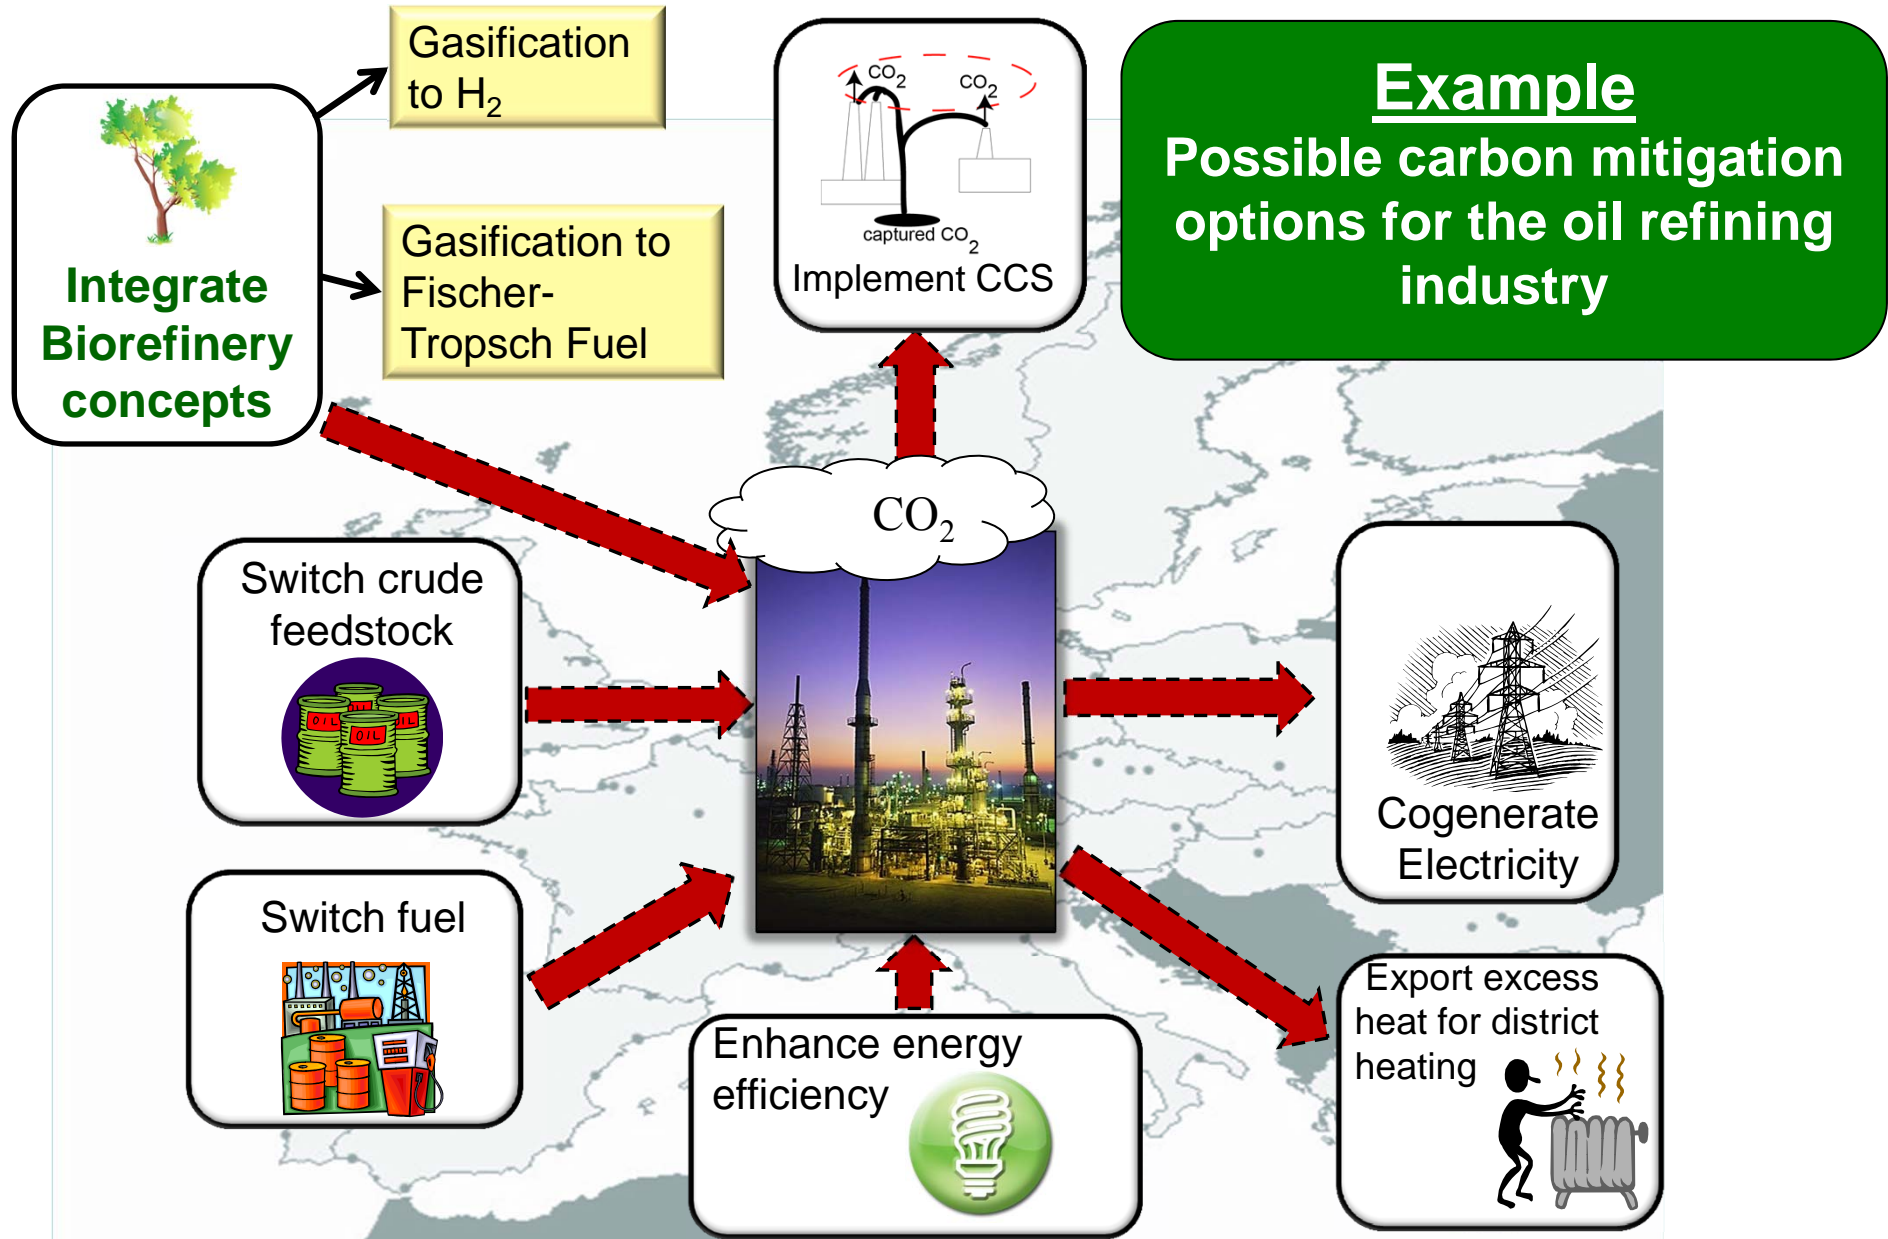 Gasification
to H₂
Example
Possible carbon mitigation
options for the oil refining
industry
CO₂
CO₂
captured CO₂
Implement CCS
Integrate
Biorefinery
concepts
Gasification to
Fischer-
Tropsch Fuel
CO₂
Switch crude
feedstock
OIL
OIL
OIL
OIL
Cogenerate
Electricity
Switch fuel
Export excess
heat for district
heating
Enhance energy
efficiency